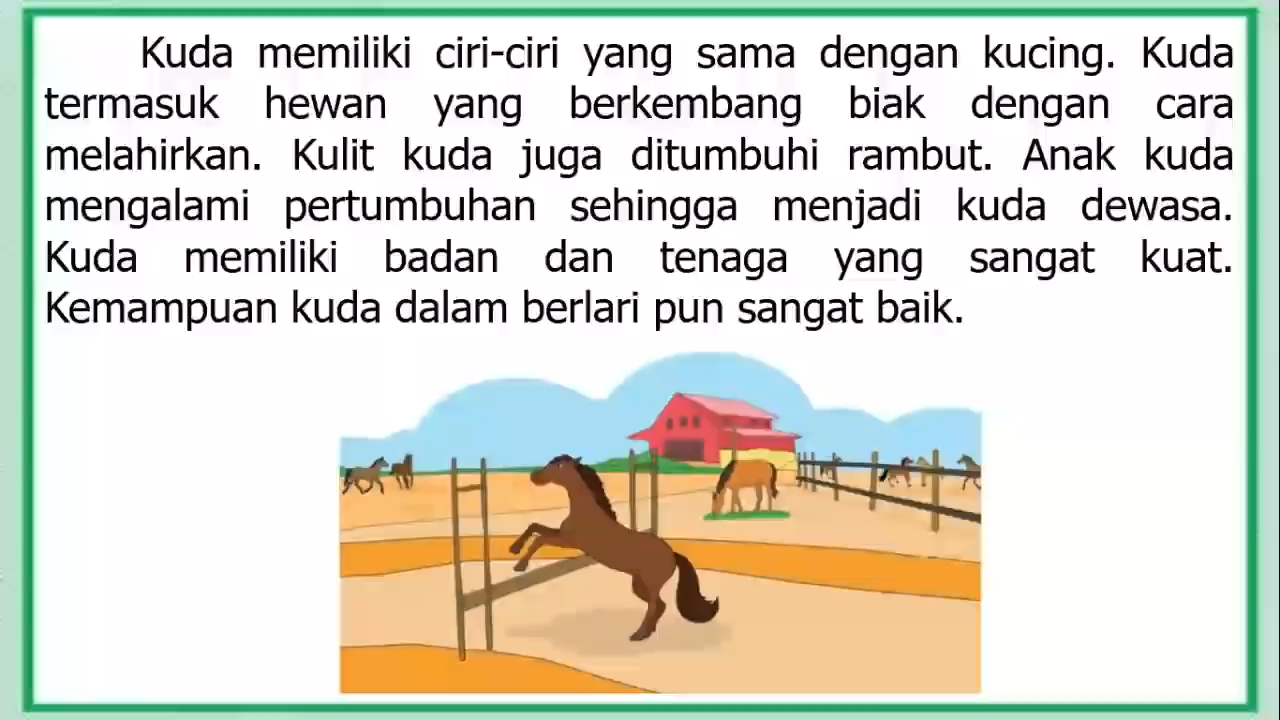 Kuda memiliki ciri-ciri yang sama dengan kucing. Kuda
termasuk hewan yang berkembang biak dengan cara
melahirkan. Kulit kuda juga ditumbuhi rambut. Anak kuda
mengalami pertumbuhan sehingga menjadi kuda dewasa.
Kuda memiliki badan dan tenaga yang sangat kuat.
Kemampuan kuda dalam berlari pun sangat baik.